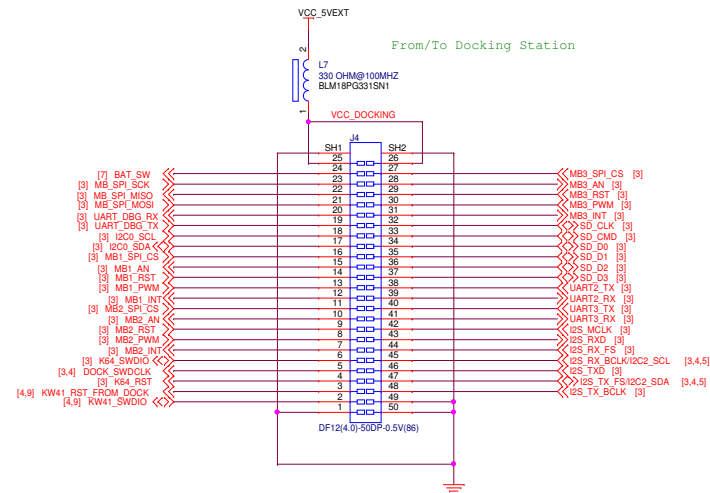 VCC_5VEXT
From/To Docking Station
2
L7
330 OHM@100MHZ
BLM18PG331SN1
1
VCC_DOCKING
J4
SH1 SH2
25 26
[7] BAT_SW 24 27 MB3_SPI_CS [3]
[3] MB_SPI_SCK 23 28 MB3_AN [3]
[3] MB_SPI_MISO 22 29 MB3_RST [3]
[3] MB_SPI_MOSI 21 30 MB3_PWM [3]
[3] UART_DBG_RX 20 31 MB3_INT [3]
[3] UART_DBG_TX 19 32 SD_CLK [3]
[3] I2C0_SCL 18 33 SD_CMD [3]
[3] I2C0_SDA 17 34 SD_D0 [3]
[3] MB1_SPI_CS 16 35 SD_D1 [3]
[3] MB1_AN 15 36 SD_D2 [3]
[3] MB1_RST 14 37 SD_D3 [3]
[3] MB1_PWM 13 38 UART2_TX [3]
[3] MB1_INT 12 39 UART2_RX [3]
[3] MB2_SPI_CS 11 40 UART3_TX [3]
[3] MB2_AN 10 41 UART3_RX [3]
[3] MB2_RST 9 42 I2S_MCLK [3]
[3] MB2_PWM 8 43 I2S_RXD [3]
[3] MB2_INT 7 44 I2S_RX_FS [3]
[3] K64_SWDIO 6 45 I2S_RX_BCLK/I2C2_SCL [3,4,5]
[3,4] DOCK_SWDCLK 5 46 I2S_TXD [3]
[3] K64_RST 4 47 I2S_TX_FS/I2C2_SDA [3,4,5]
[4,9] KW41_RST_FROM_DOCK 3 48 I2S_TX_BCLK [3]
[4,9] KW41_SWDIO 2 49
1 50
DF12(4.0)-50DP-0.5V(86)